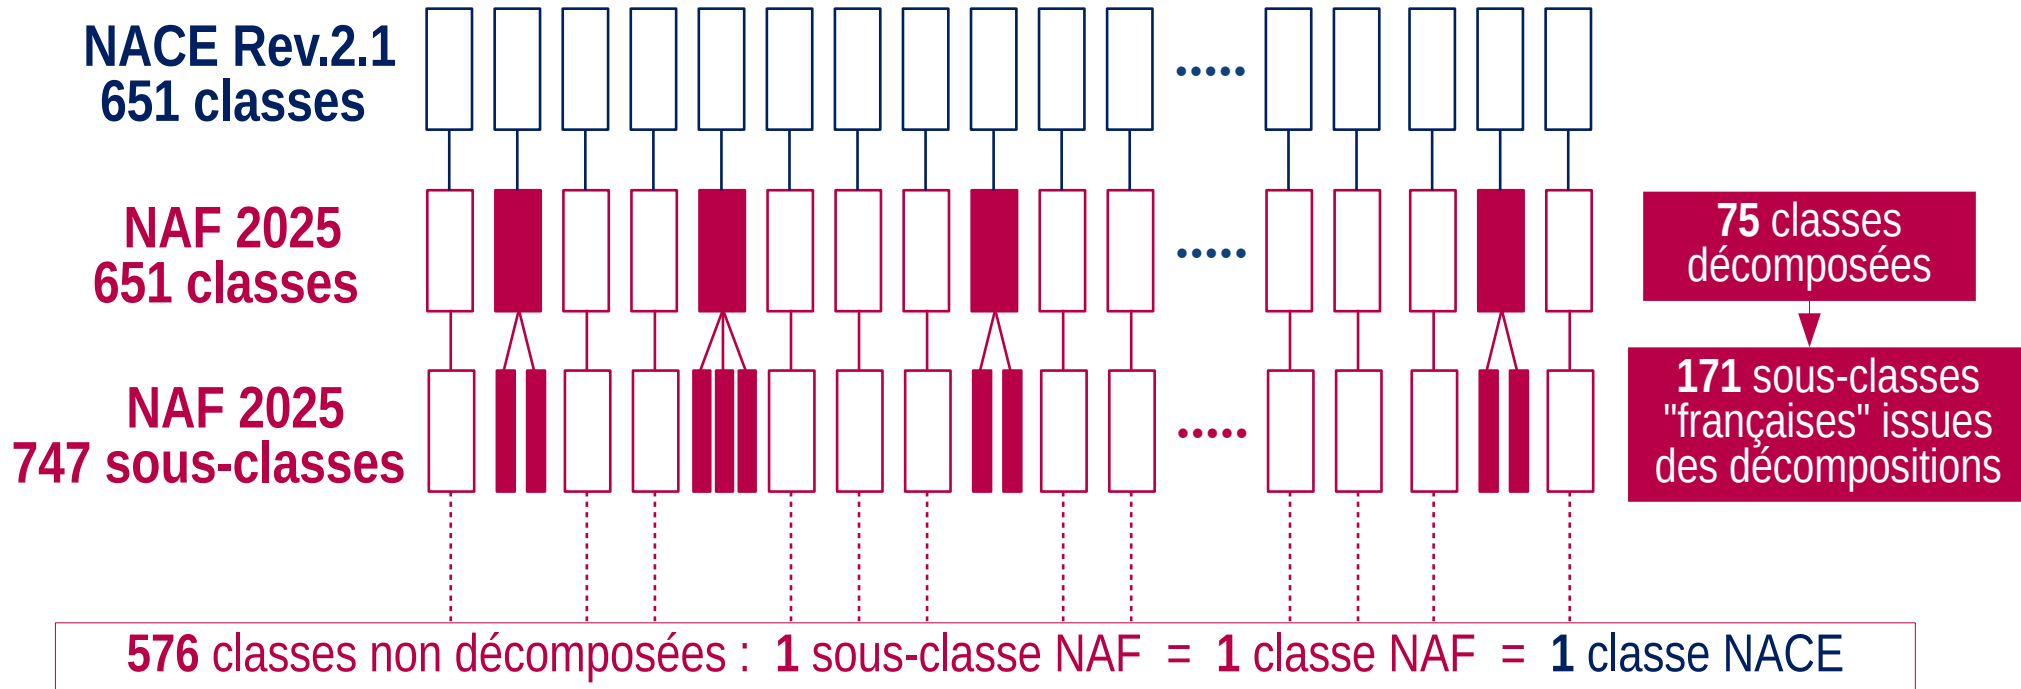 NACE Rev.2.1
651 classes
NAF 2025
651 classes
75 classes
décomposées
NAF 2025
747 sous-classes
171 sous-classes
"françaises" issues
des décompositions
576 classes non décomposées : 1 sous-classe NAF = 1 classe NAF = 1 classe NACE